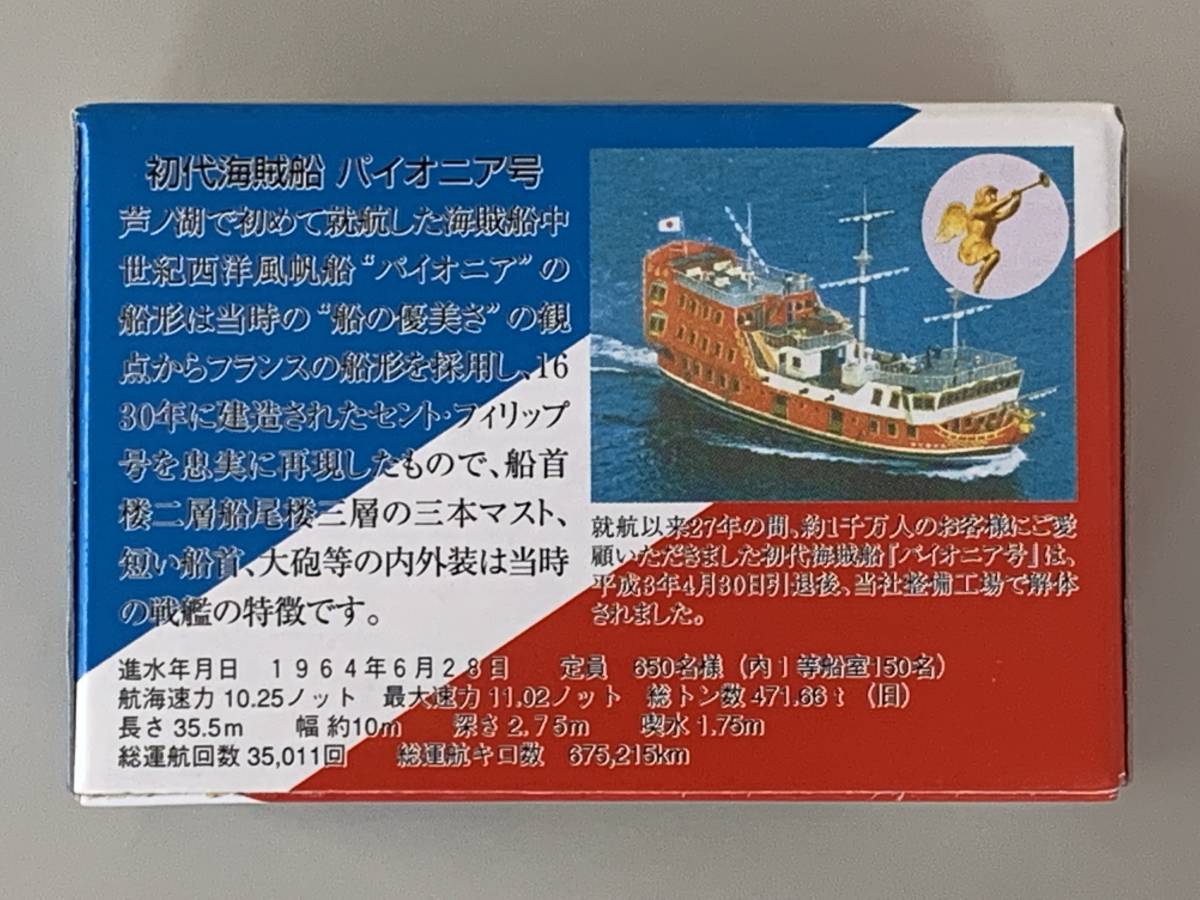 初代海賊船 パイオニア号
芦ノ湖で初めて就航した海賊船中
世紀西洋風帆船“パイオニア”の
船形は当時の“船の優美さ”の観
点からフランスの船形を採用し、16
30年に建造されたセント・フィリップ
号を忠実に再現したもので、船首
楼二層船尾楼三層の三本マスト、
短い船首、大砲等の内外装は当時
の戦艦の特徴です。
就航以来27年の間、約1千万人のお客様にご愛
顧いただきました初代海賊船『パイオニア号』は、
平成3年4月30日引退後、当社整備工場で解体
されました。
進水年月日 1964年6月28日 定員 650名様（内1等船室150名）
航海速力 10.25ノット 最大速力 11.02ノット 総トン数 471.66t（旧）
長さ 35.5m 幅 約10m 深さ 2.75m 喫水 1.75m
総運航回数 35,011回 総運航キロ数 675,215km